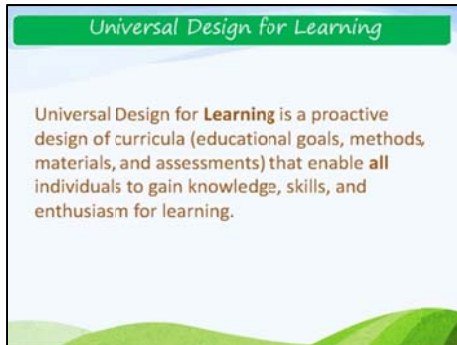 Universal Design for Learning
Universal Design for Learning is a proactive
design of curricula (educational goals, methods,
materials, and assessments) that enable all
individuals to gain knowledge, skills, and
enthusiasm for learning.